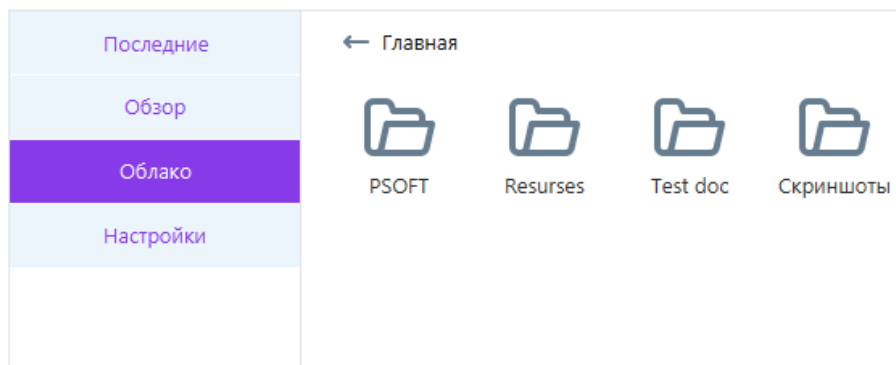 Последние
Обзор
Облако
Настройки
← Главная
PSOFT
Resurses
Test doc
Скриншоты